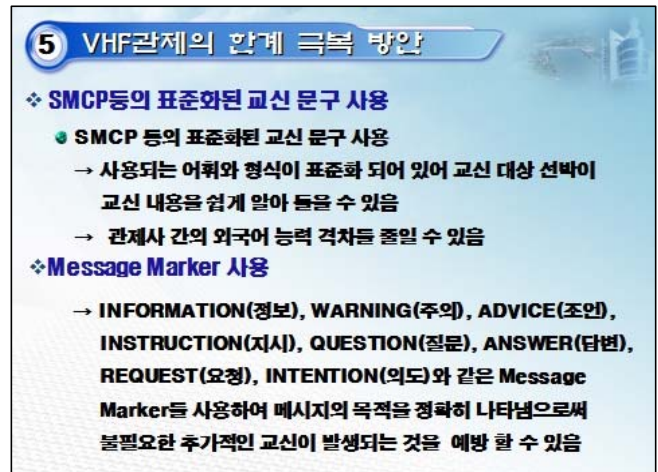 5 VHF관제의 한계 극복 방안
❖ SMCP등의 표준화된 교신 문구 사용
SMCP 등의 표준화된 교신 문구 사용
→ 사용되는 어휘와 형식이 표준화 되어 있어 교신 대상 선박이
교신 내용을 쉽게 알아 들을 수 있음
→ 관제사 간의 외국어 능력 격차를 줄일 수 있음
❖Message Marker 사용
→ INFORMATION(정보), WARNING(주의), ADVICE(조언),
INSTRUCTION(지시), QUESTION(질문), ANSWER(답변),
REQUEST(요청), INTENTION(의도)와 같은 Message
Marker를 사용하여 메시지의 목적을 정확히 나타냄으로써
불필요한 추가적인 교신이 발생되는 것을 예방 할 수 있음